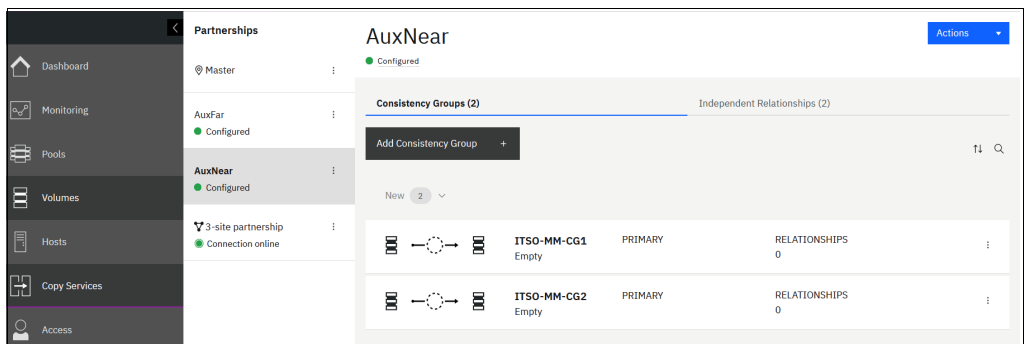 Dashboard
Monitoring
Pools
Volumes
Hosts
Copy Services
Access
Partnerships
Master
AuxFar
Configured
AuxNear
Configured
3-site partnership
Connection online
AuxNear
Configured
Actions
Consistency Groups (2)
Independent Relationships (2)
Add Consistency Group +
New 2
ITSO-MM-CG1 PRIMARY RELATIONSHIPS
Empty 0
ITSO-MM-CG2 PRIMARY RELATIONSHIPS
Empty 0